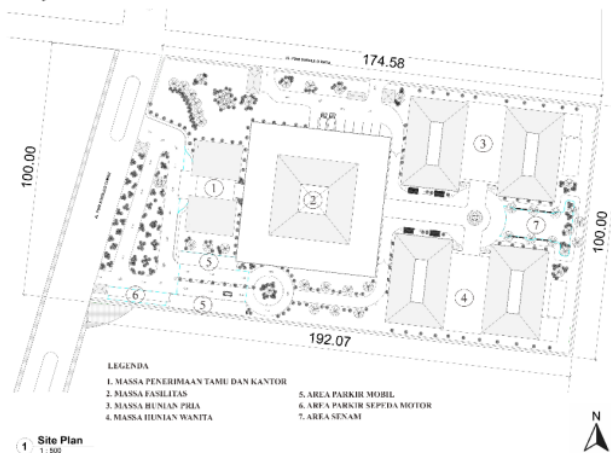 174.58
100.00
100.00
192.07
1
2
3
4
5
5
6
7
LEGENDA
1. MASSA PENERIMAAN TAMU DAN KANTOR
2. MASSA FASILITAS
3. MASSA HUNIAN PRIA
4. MASSA HUNIAN WANITA
5. AREA PARKIR MOBIL
6. AREA PARKIR SEPEDA MOTOR
7. AREA SENAM
N
1 Site Plan
1 : 500